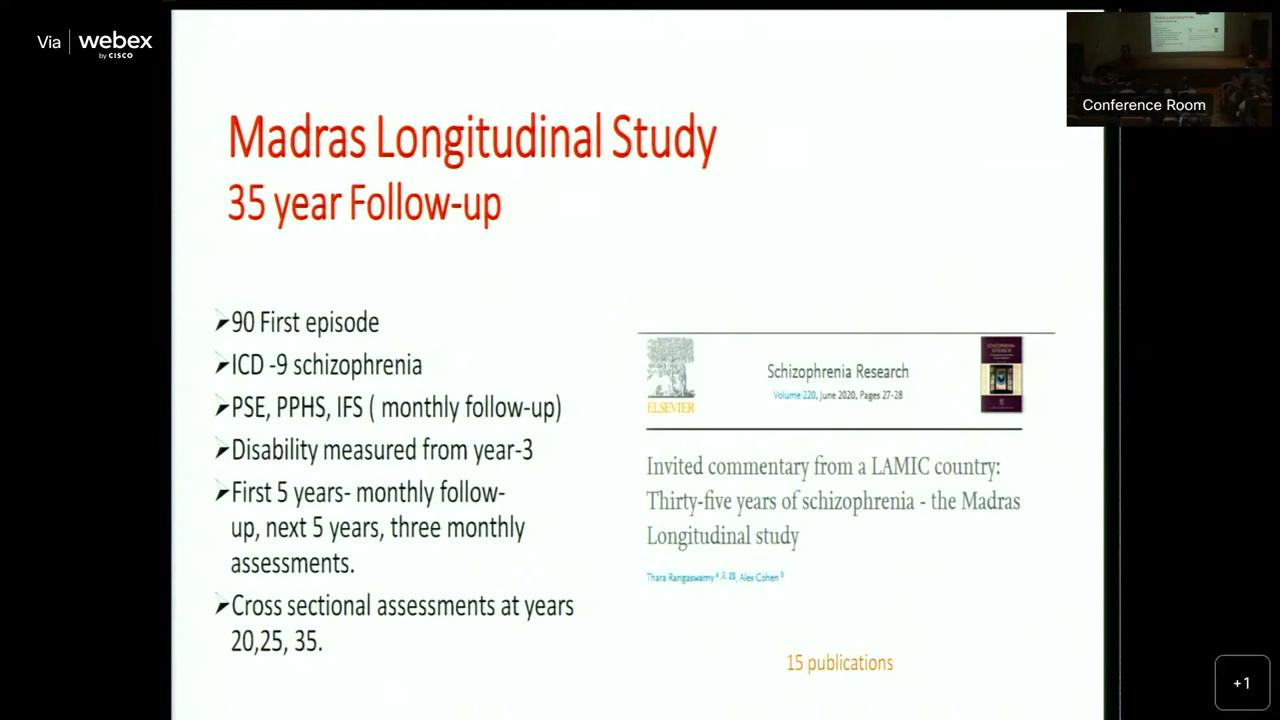 Via webex
by CISCO
Conference Room
Madras Longitudinal Study
35 year Follow-up
➢90 First episode
➢ICD -9 schizophrenia
➢PSE, PPHS, IFS ( monthly follow-up)
➢Disability measured from year-3
➢First 5 years- monthly follow-
up, next 5 years, three monthly
assessments.
➢Cross sectional assessments at years
20,25, 35.
ELSEVIER
Schizophrenia Research
Volume 220, June 2020, Pages 27-28
Invited commentary from a LAMIC country:
Thirty-five years of schizophrenia - the Madras
Longitudinal study
Thara Rangaswamy a, Alex Cohen b
15 publications
+1